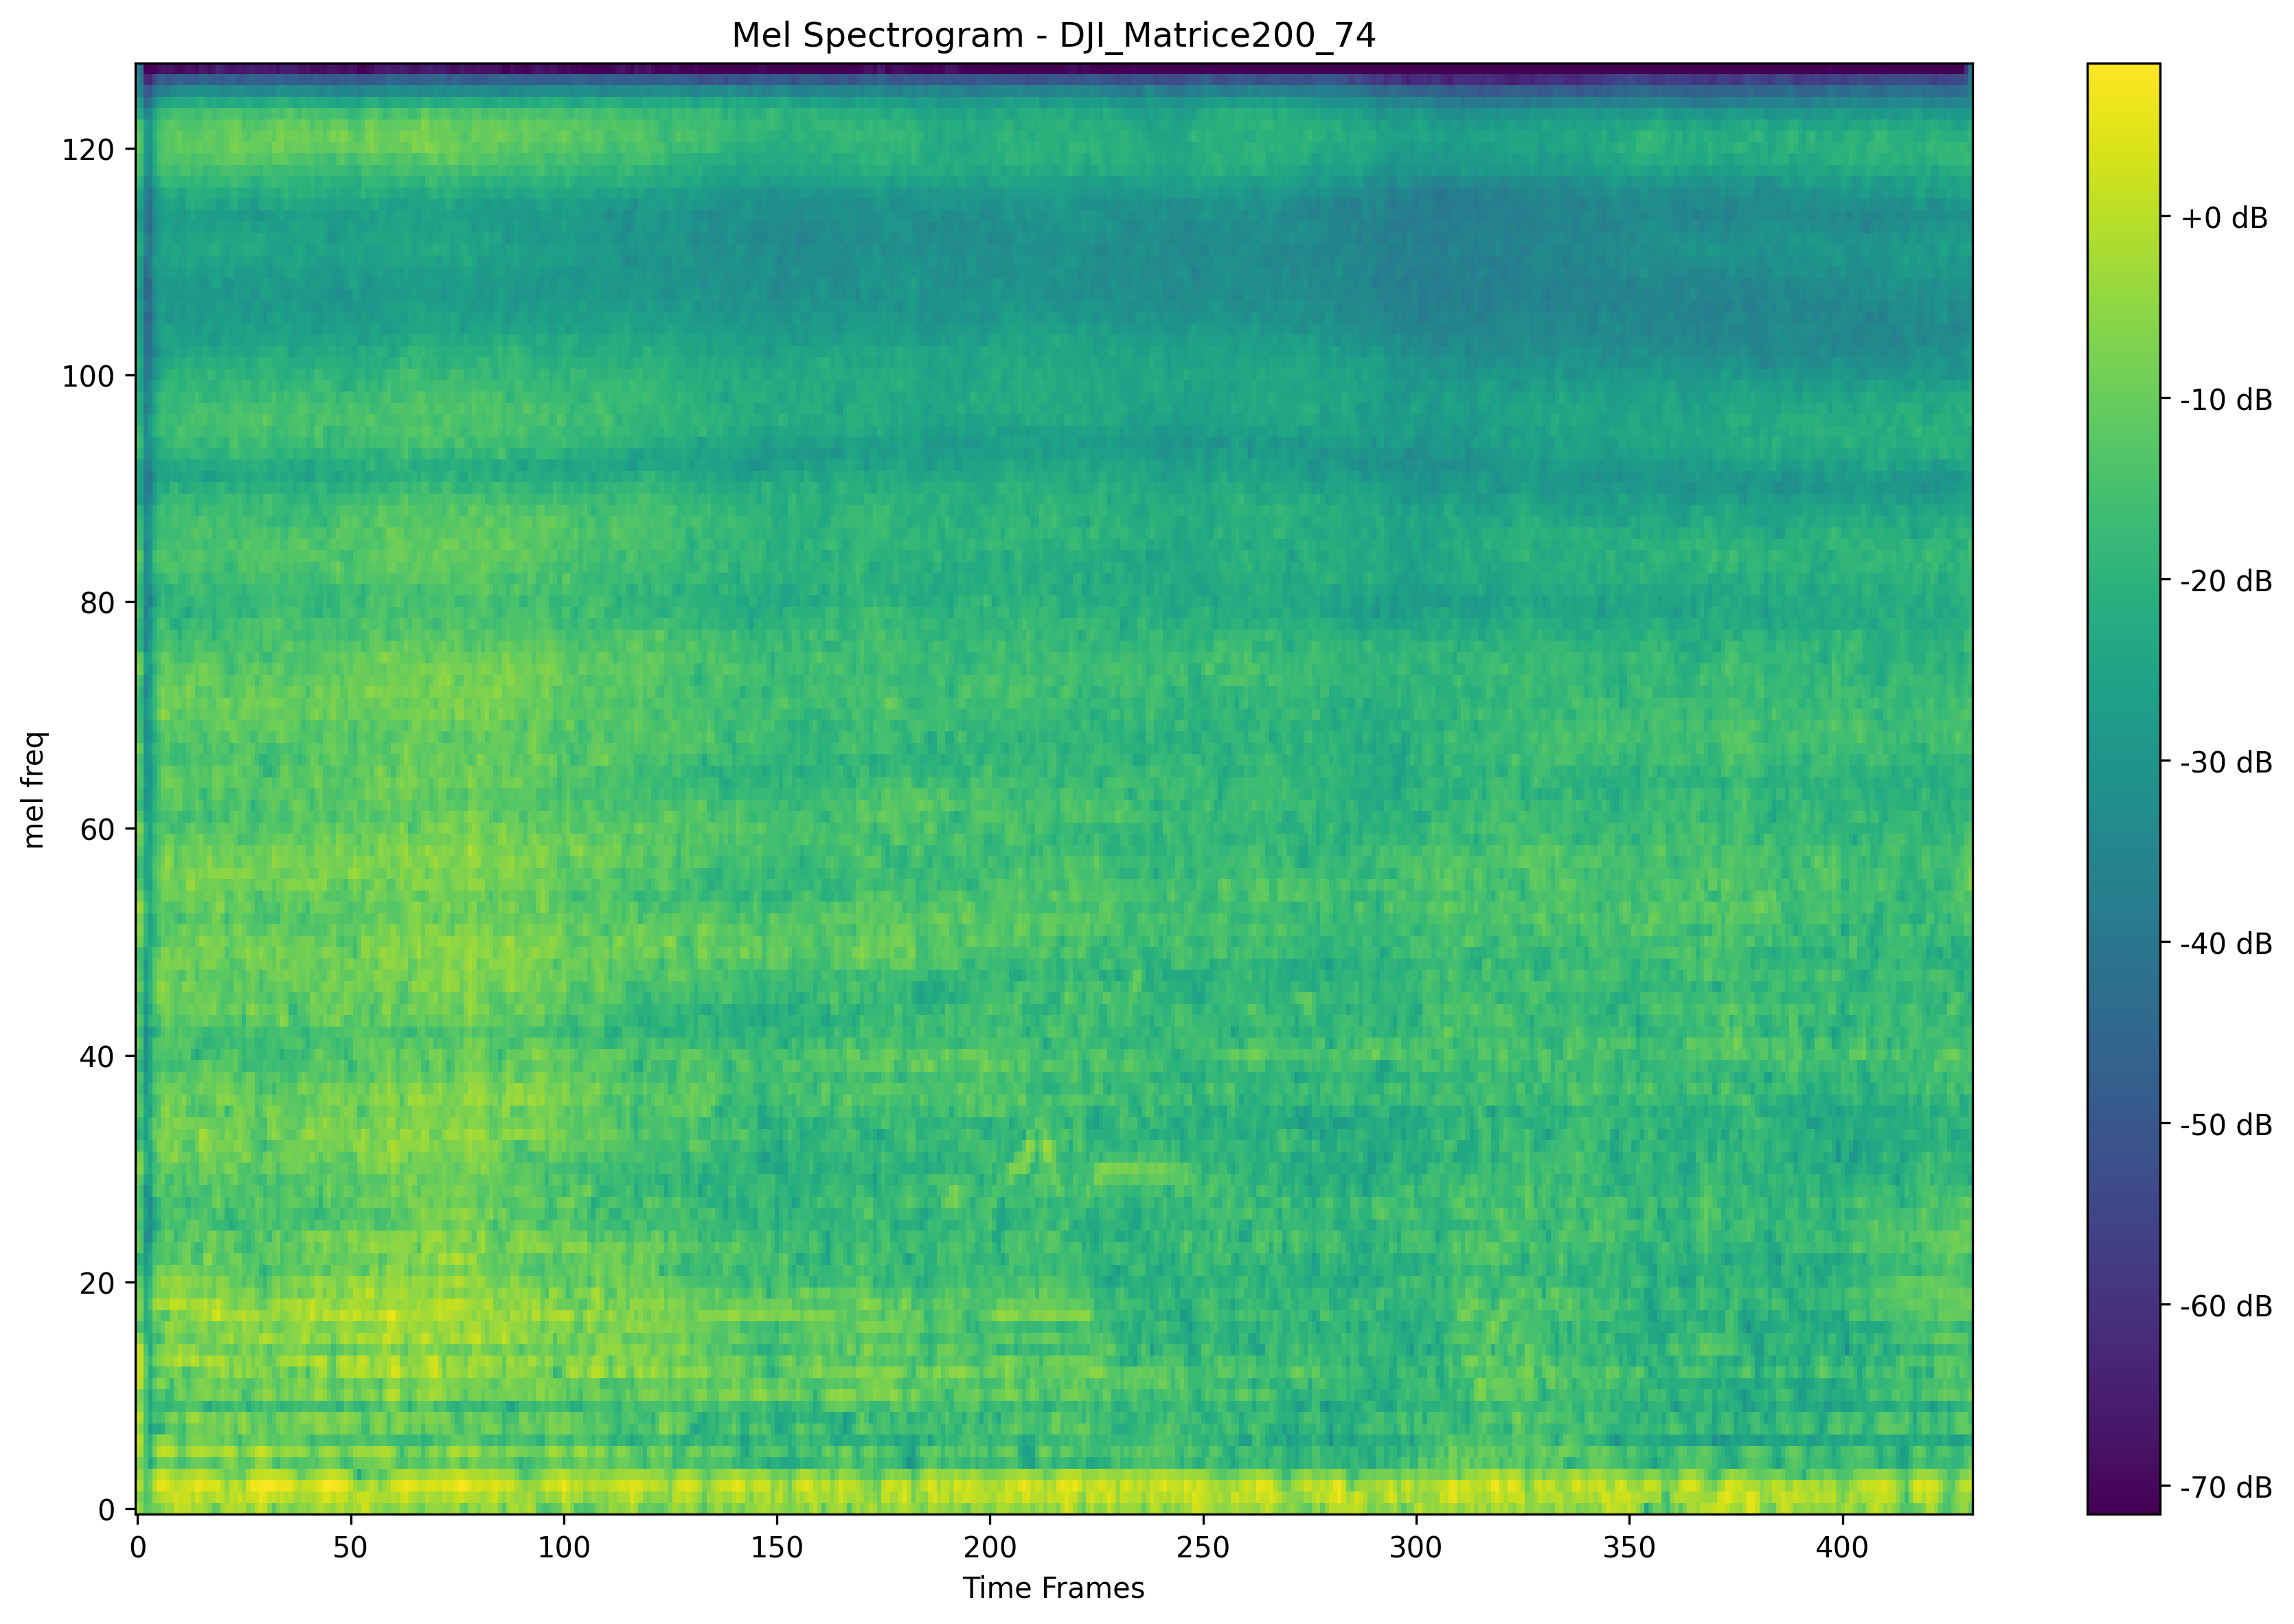 Mel Spectrogram - DJI_Matrice200_74
120
100
80
60
40
20
0
mel freq
0 50 100 150 200 250 300 350 400
Time Frames
+0 dB
-10 dB
-20 dB
-30 dB
-40 dB
-50 dB
-60 dB
-70 dB